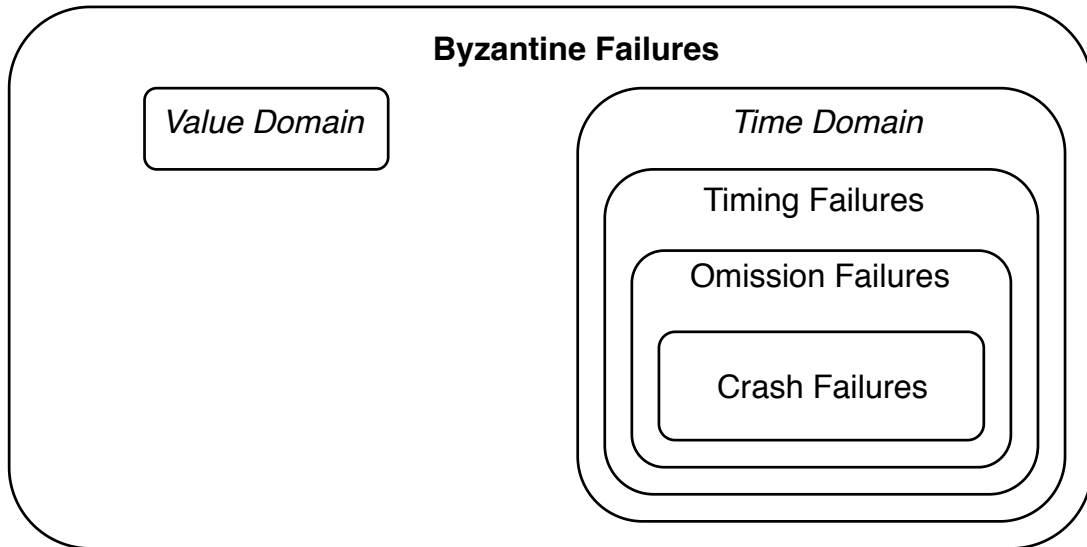 Byzantine Failures
Value Domain
Time Domain
Timing Failures
Omission Failures
Crash Failures